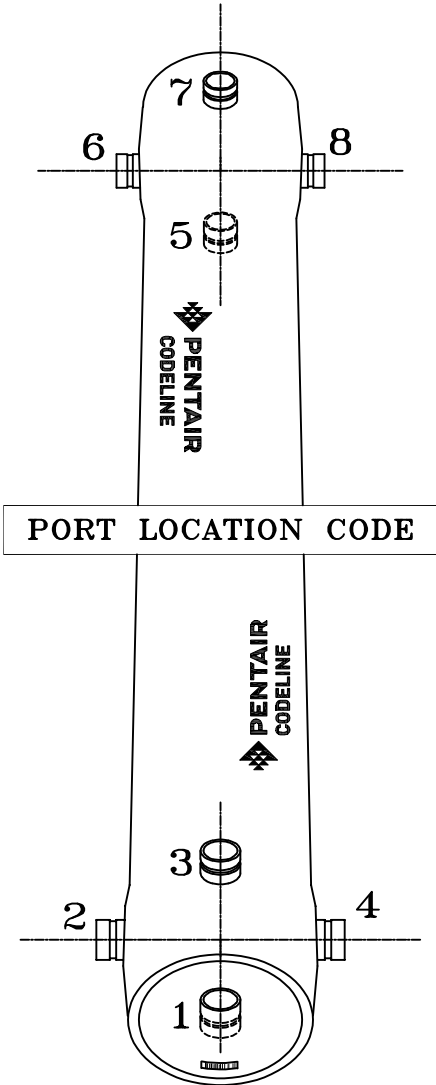 7
6 8
5
PENTAIR
CODELINE
PORT LOCATION CODE
PENTAIR
CODELINE
3
2 4
1